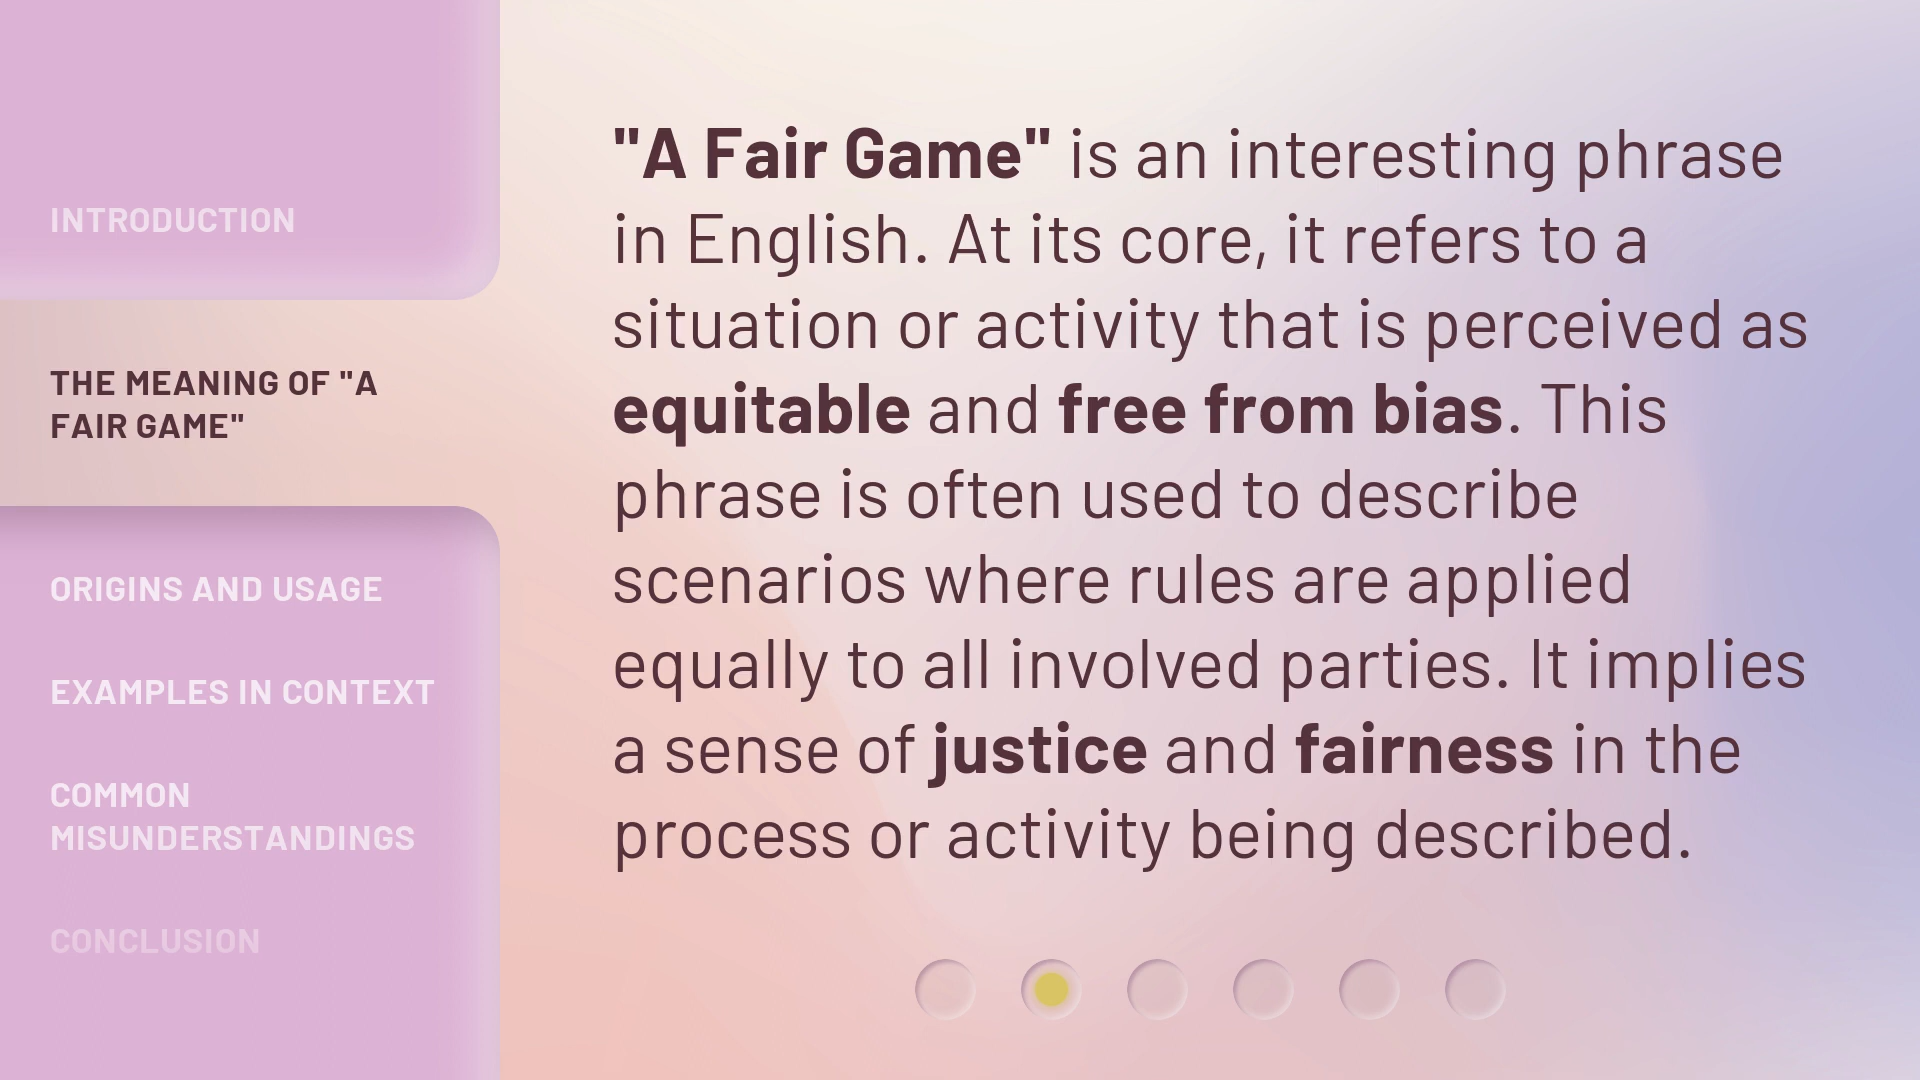 INTRODUCTION
THE MEANING OF "A
FAIR GAME"
ORIGINS AND USAGE
EXAMPLES IN CONTEXT
COMMON
MISUNDERSTANDINGS
CONCLUSION
"A Fair Game" is an interesting phrase
in English. At its core, it refers to a
situation or activity that is perceived as
equitable and free from bias. This
phrase is often used to describe
scenarios where rules are applied
equally to all involved parties. It implies
a sense of justice and fairness in the
process or activity being described.